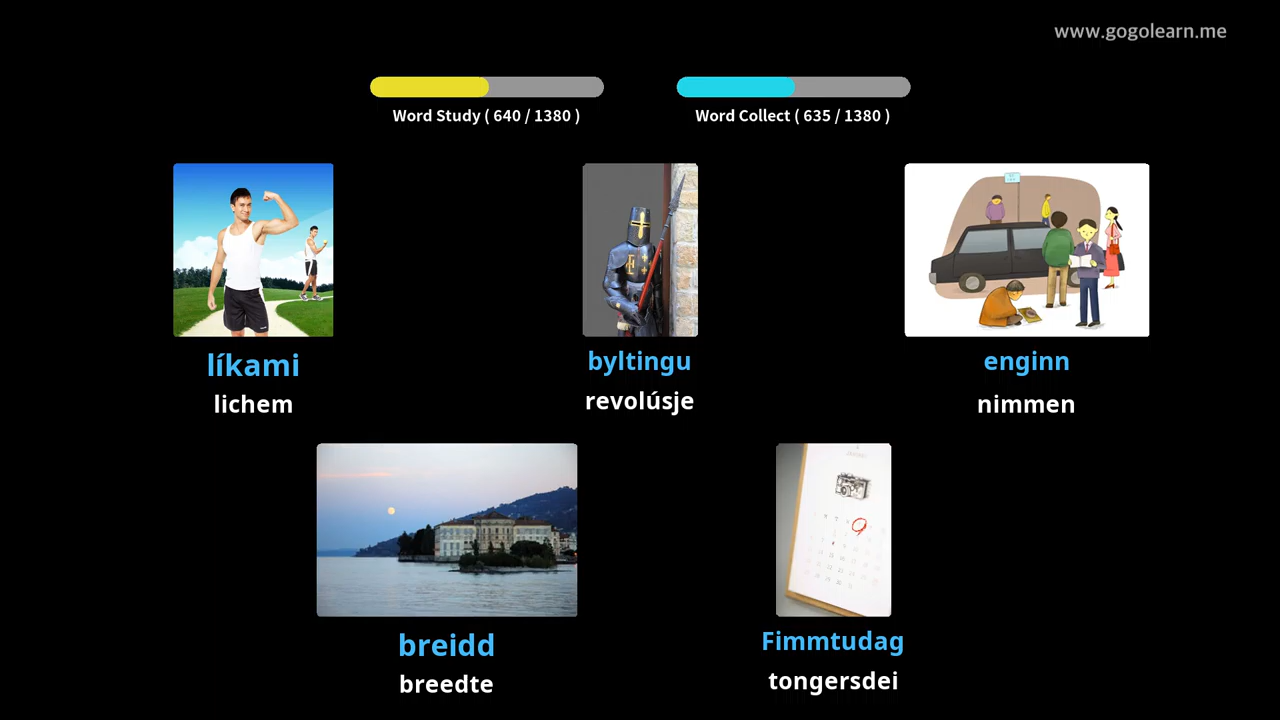 www.gogolearn.me
Word Study ( 640 / 1380 )
Word Collect ( 635 / 1380 )
líkami
lichem
byltingu
revolúsje
enginn
nimmen
breidd
breedte
Fimmtudag
tongersdei